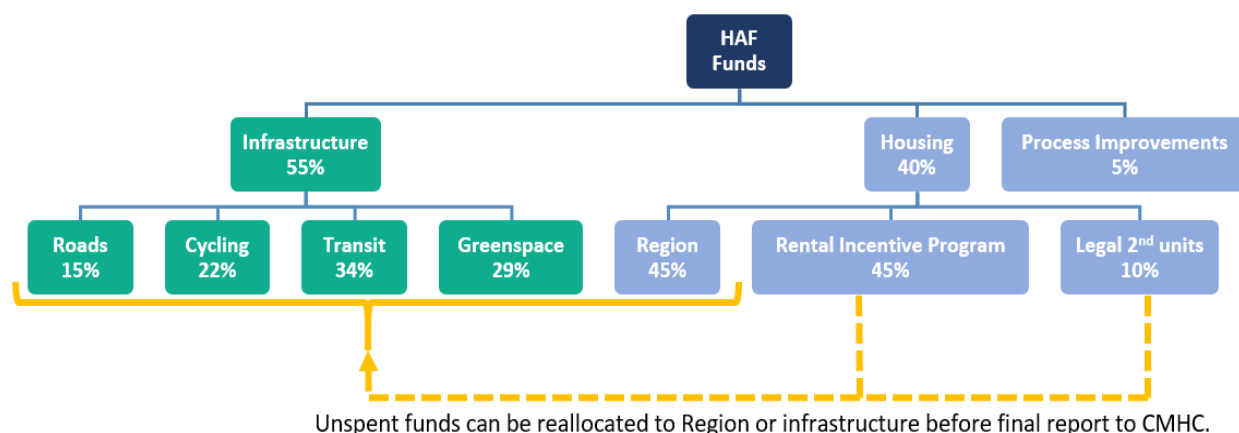 HAF
Funds
Infrastructure
55%
Housing
40%
Process Improvements
5%
Roads
15%
Cycling
22%
Transit
34%
Greenspace
29%
Region
45%
Rental Incentive Program
45%
Legal 2nd units
10%
Unspent funds can be reallocated to Region or infrastructure before final report to CMHC.